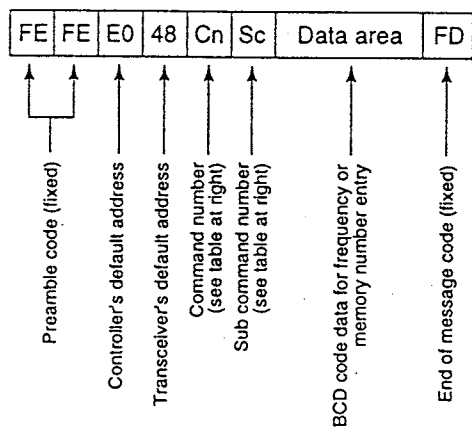 FE FE E0 48 Cn Sc Data area FD
Preamble code (fixed)
Controller's default address
Transceiver's default address
Command number
(see table at right)
Sub command number
(see table at right)
BCD code data for frequency or
memory number entry
End of message code (fixed)